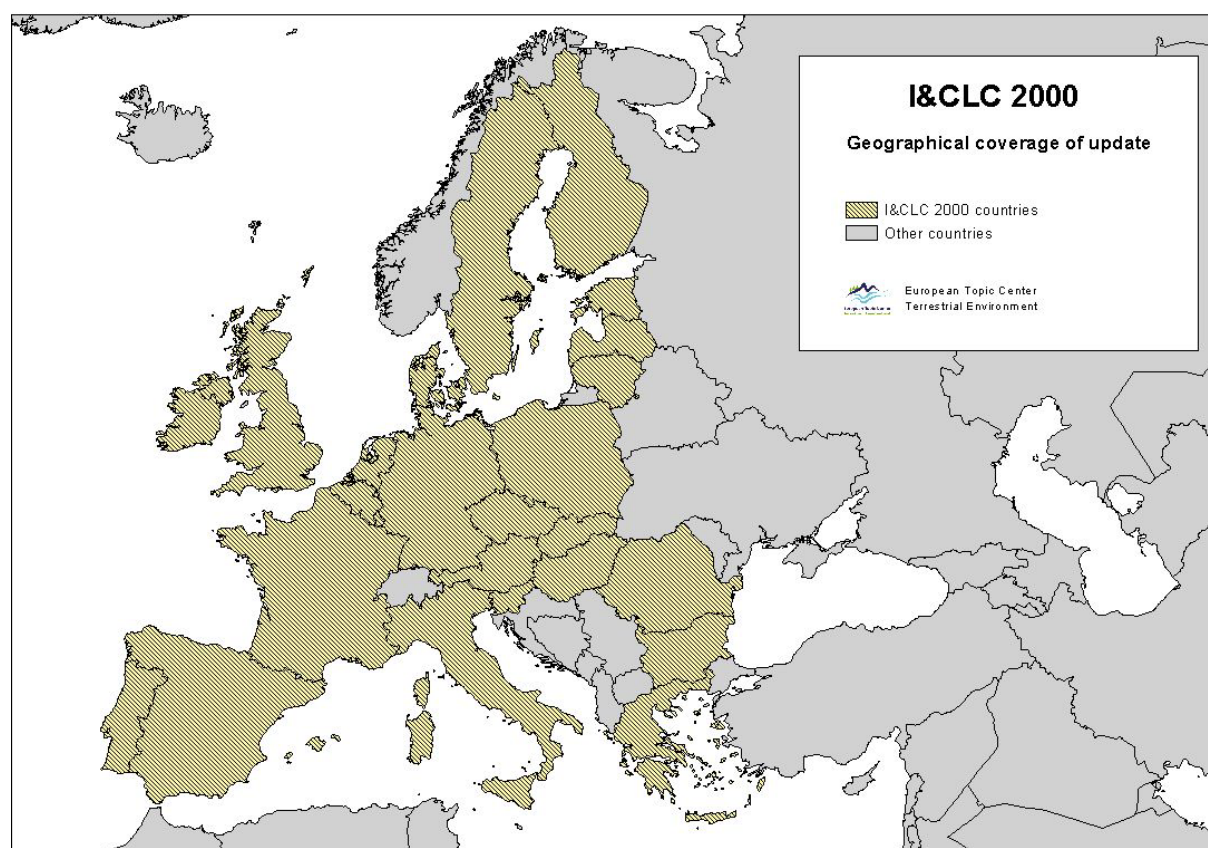 I&CLC 2000
Geographical coverage of update
I&CLC 2000 countries
Other countries
European Topic Center
Terrestrial Environment